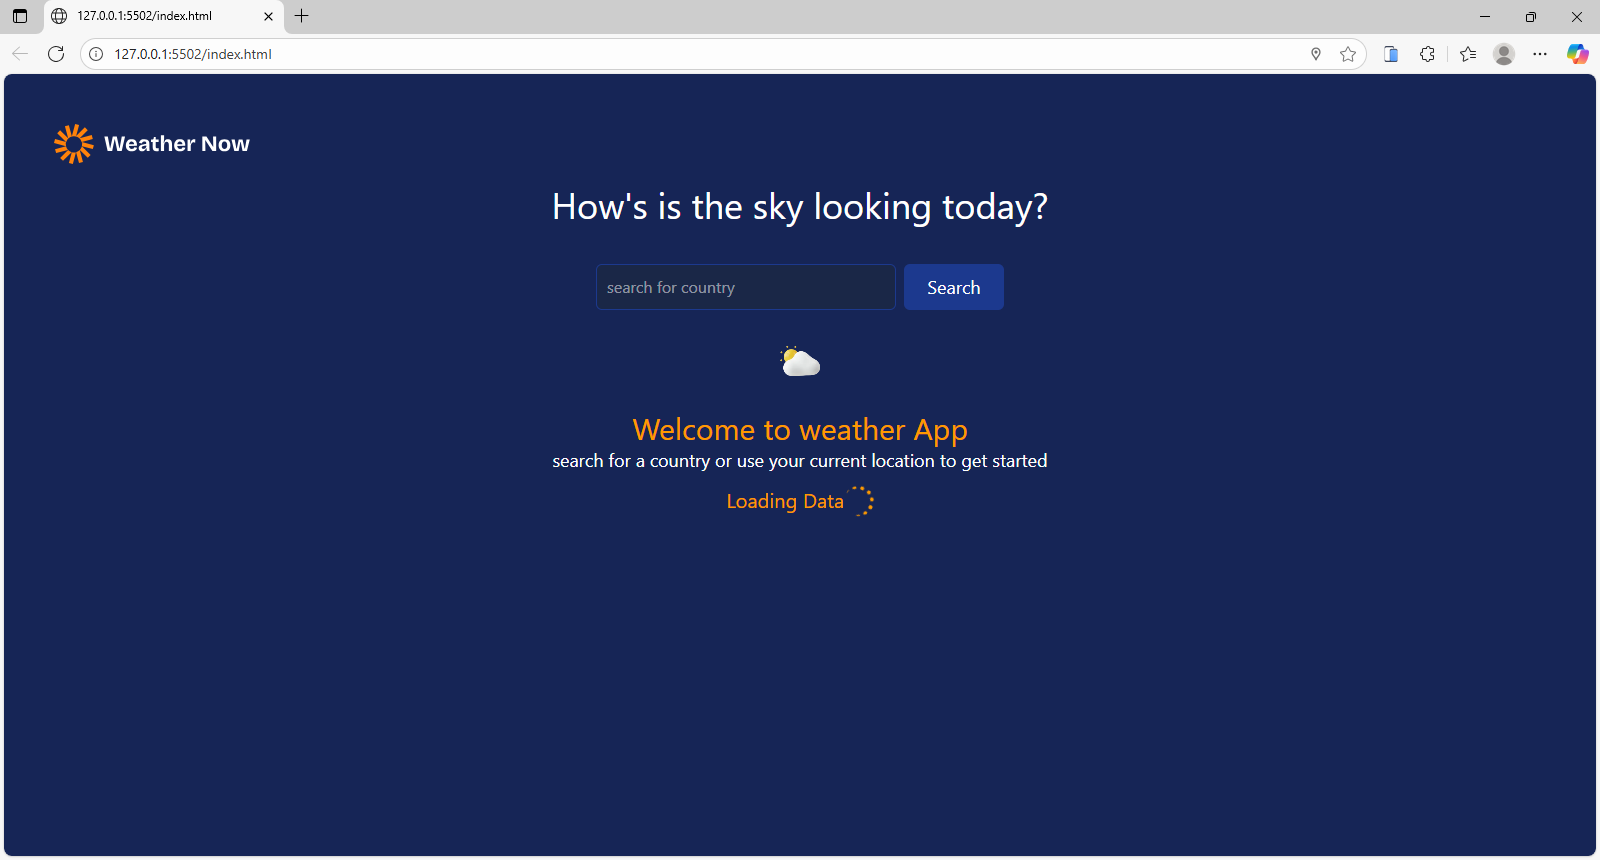 127.0.0.1:5502/index.html
127.0.0.1:5502/index.html
Weather Now
How's is the sky looking today?
search for country
Search
Welcome to weather App
search for a country or use your current location to get started
Loading Data